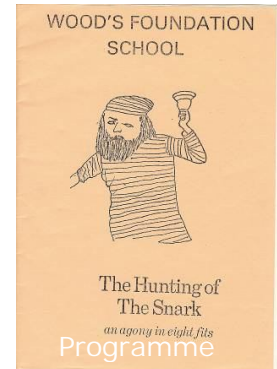 WOOD'S FOUNDATION
SCHOOL
The Hunting of
The Snark
an agony in eight fits
Programme